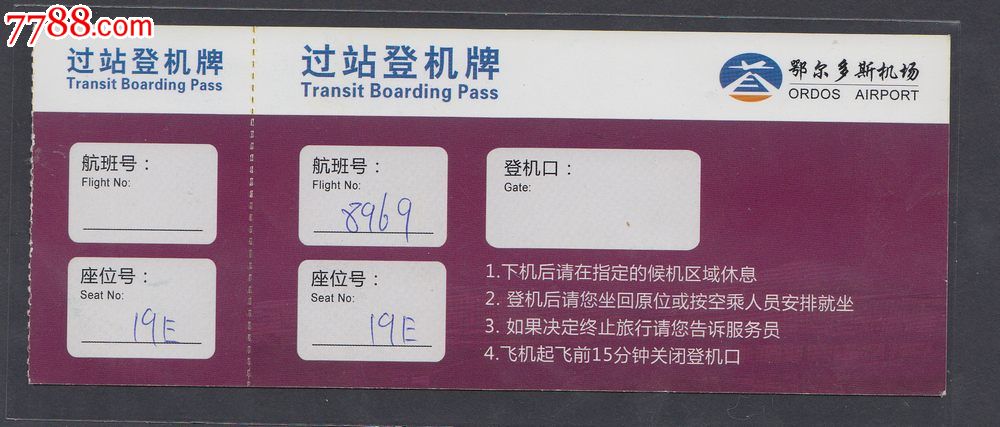 7788.com
过站登机牌
Transit Boarding Pass
航班号：
Flight No:
座位号：
Seat No:
19E
过站登机牌
Transit Boarding Pass
鄂尔多斯机场
ORDOS AIRPORT
航班号：
Flight No:
8969
座位号：
Seat No:
19E
登机口：
Gate:
1.下机后请在指定的候机区域休息
2. 登机后请您坐回原位或按空乘人员安排就坐
3. 如果决定终止旅行请您告诉服务员
4.飞机起飞前15分钟关闭登机口